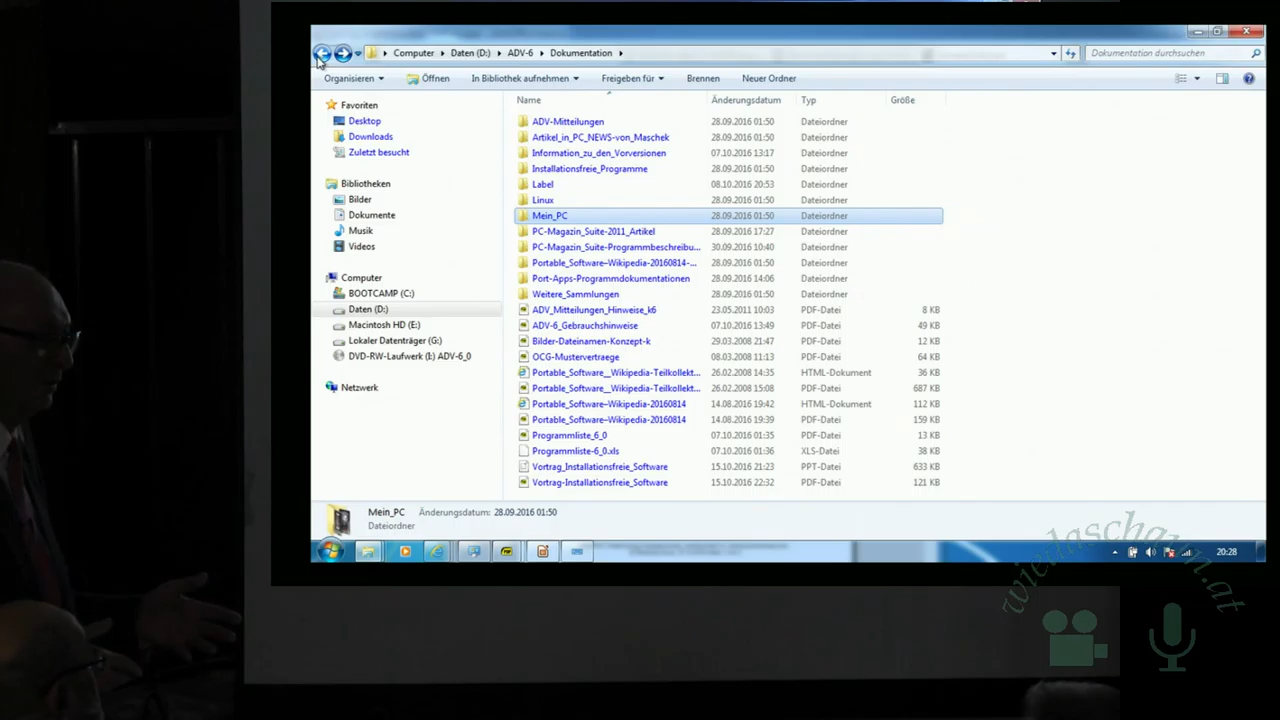 Computer Daten (D:) ADV-6 Dokumentation Dokumentation durchsuchen
Organisieren Öffnen In Bibliothek aufnehmen Freigeben für Brennen Neuer Ordner
Favoriten
Desktop
Downloads
Zuletzt besucht
Bibliotheken
Bilder
Dokumente
Musik
Videos
Computer
BOOTCAMP (C:)
Daten (D:)
Macintosh HD (E:)
Lokaler Datenträger (G:)
DVD-RW-Laufwerk (I:) ADV-6_0
Netzwerk
Name Änderungsdatum Typ Größe
ADV-Mitteilungen 28.09.2016 01:50 Dateiordner
Artikel_in_PC_NEWS-von_Maschek 28.09.2016 01:50 Dateiordner
Information_zu_den_Vorversionen 07.10.2016 13:17 Dateiordner
Installationsfreie_Programme 28.09.2016 01:50 Dateiordner
Label 08.10.2016 20:53 Dateiordner
Linux 28.09.2016 01:50 Dateiordner
Mein_PC 28.09.2016 01:50 Dateiordner
PC-Magazin_Suite-2011_Artikel 28.09.2016 17:27 Dateiordner
PC-Magazin_Suite-Programmbeschreibu... 30.09.2016 10:40 Dateiordner
Portable_Software–Wikipedia-20160814-... 28.09.2016 01:50 Dateiordner
Port-Apps-Programmdokumentationen 28.09.2016 14:06 Dateiordner
Weitere_Sammlungen 28.09.2016 01:50 Dateiordner
ADV_Mitteilungen_Hinweise_k6 23.05.2011 10:03 PDF-Datei 8 KB
ADV-6_Gebrauchshinweise 07.10.2016 13:49 PDF-Datei 49 KB
Bilder-Dateinamen-Konzept-k 29.03.2008 21:47 PDF-Datei 12 KB
OCG-Mustervertraege 08.03.2008 11:13 PDF-Datei 64 KB
Portable_Software__Wikipedia-Teilkollekt... 26.02.2008 14:35 HTML-Dokument 36 KB
Portable_Software__Wikipedia-Teilkollekt... 26.02.2008 15:08 PDF-Datei 687 KB
Portable_Software–Wikipedia-20160814 14.08.2016 19:42 HTML-Dokument 112 KB
Portable_Software–Wikipedia-20160814 14.08.2016 19:39 PDF-Datei 159 KB
Programmliste_6_0 07.10.2016 01:35 PDF-Datei 13 KB
Programmliste-6_0.xls 07.10.2016 01:36 XLS-Datei 38 KB
Vortrag_Installationsfreie_Software 15.10.2016 21:23 PPT-Datei 633 KB
Vortrag-Installationsfreie_Software 15.10.2016 22:32 PDF-Datei 121 KB
Mein_PC Änderungsdatum: 28.09.2016 01:50
Dateiordner
20:28
wiedaschaun.at